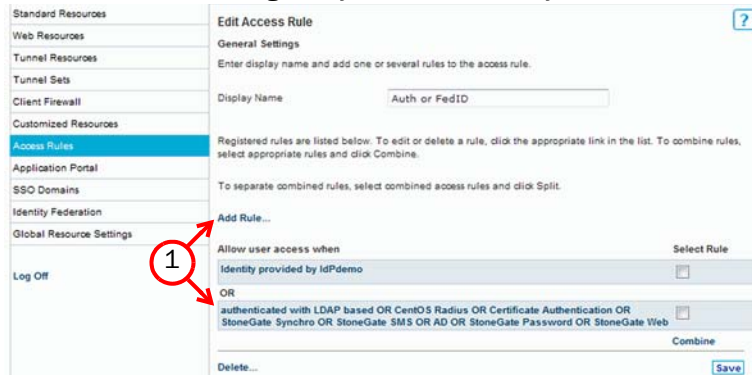 Standard Resources
Web Resources
Tunnel Resources
Tunnel Sets
Client Firewall
Customized Resources
Access Rules
Application Portal
SSO Domains
Identity Federation
Global Resource Settings
Log Off
Edit Access Rule
?
General Settings
Enter display name and add one or several rules to the access rule.
Display Name Auth or FedID
Registered rules are listed below. To edit or delete a rule, click the appropriate link in the list. To combine rules,
select appropriate rules and click Combine.
To separate combined rules, select combined access rules and click Split.
Add Rule...
1
Allow user access when Select Rule
Identity provided by IdPdemo
OR
authenticated with LDAP based OR CentOS Radius OR Certificate Authentication OR
StoneGate Synchro OR StoneGate SMS OR AD OR StoneGate Password OR StoneGate Web
Combine
Delete... Save